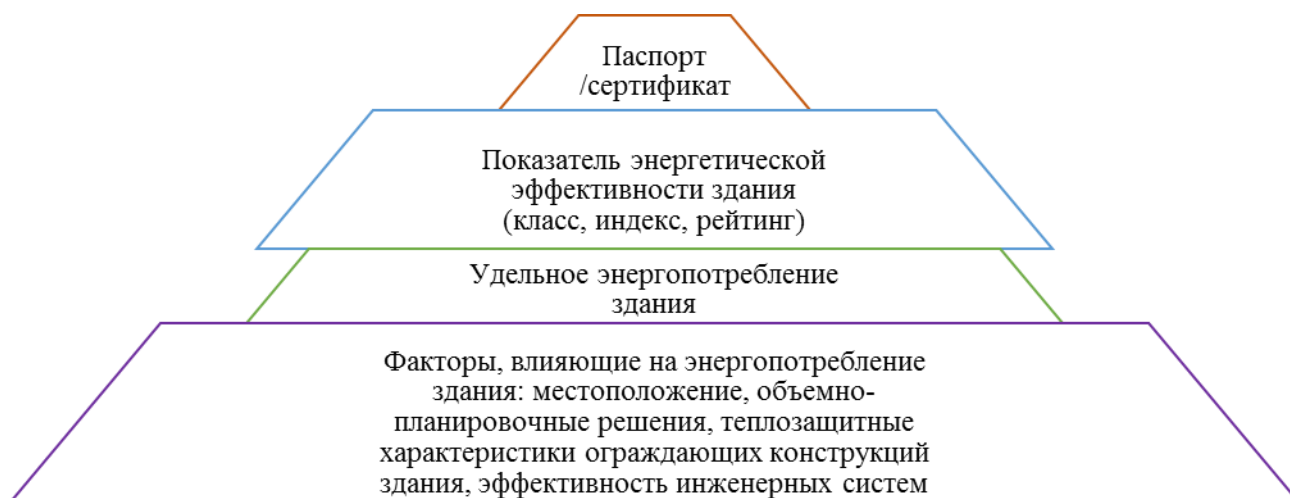 Паспорт
/сертификат
Показатель энергетической
эффективности здания
(класс, индекс, рейтинг)
Удельное энергопотребление
здания
Факторы, влияющие на энергопотребление
здания: местоположение, объемно-
планировочные решения, теплозащитные
характеристики ограждающих конструкций
здания, эффективность инженерных систем